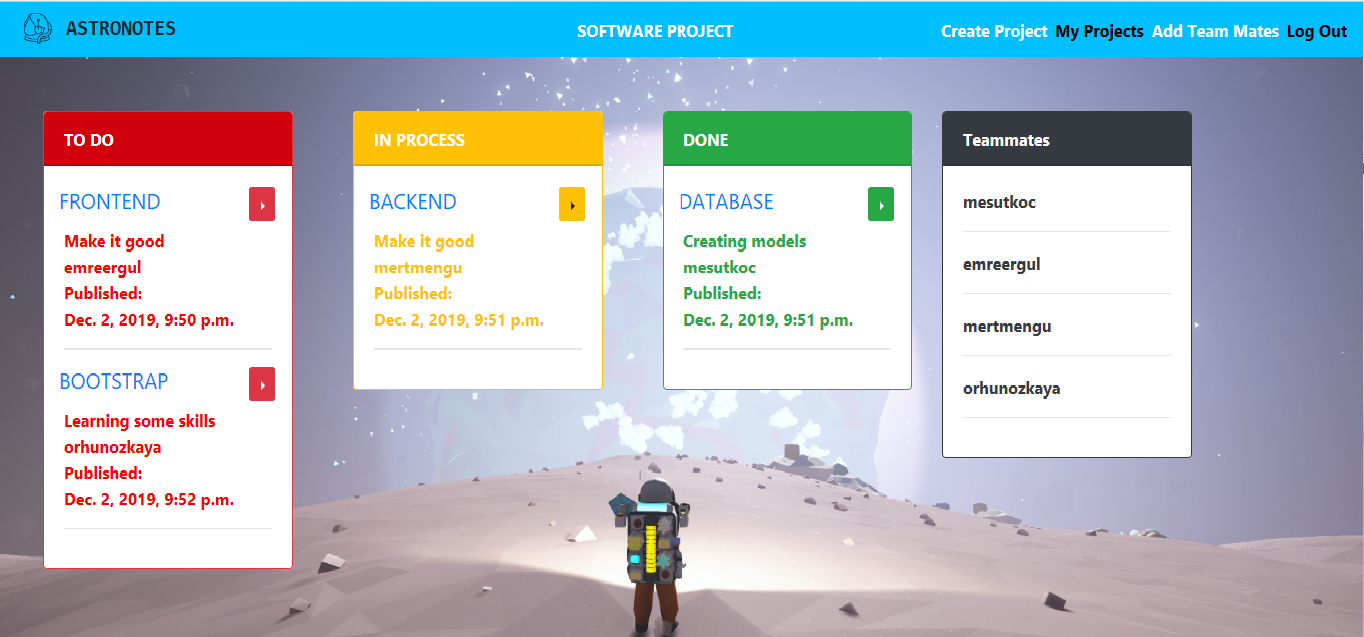 ASTRONOTES
SOFTWARE PROJECT
Create Project My Projects Add Team Mates Log Out
TO DO
FRONTEND
Make it good
emreergul
Published:
Dec. 2, 2019, 9:50 p.m.
BOOTSTRAP
Learning some skills
orhunozkaya
Published:
Dec. 2, 2019, 9:52 p.m.
IN PROCESS
BACKEND
Make it good
mertmengu
Published:
Dec. 2, 2019, 9:51 p.m.
DONE
DATABASE
Creating models
mesutkoc
Published:
Dec. 2, 2019, 9:51 p.m.
Teammates
mesutkoc
emreergul
mertmengu
orhunozkaya